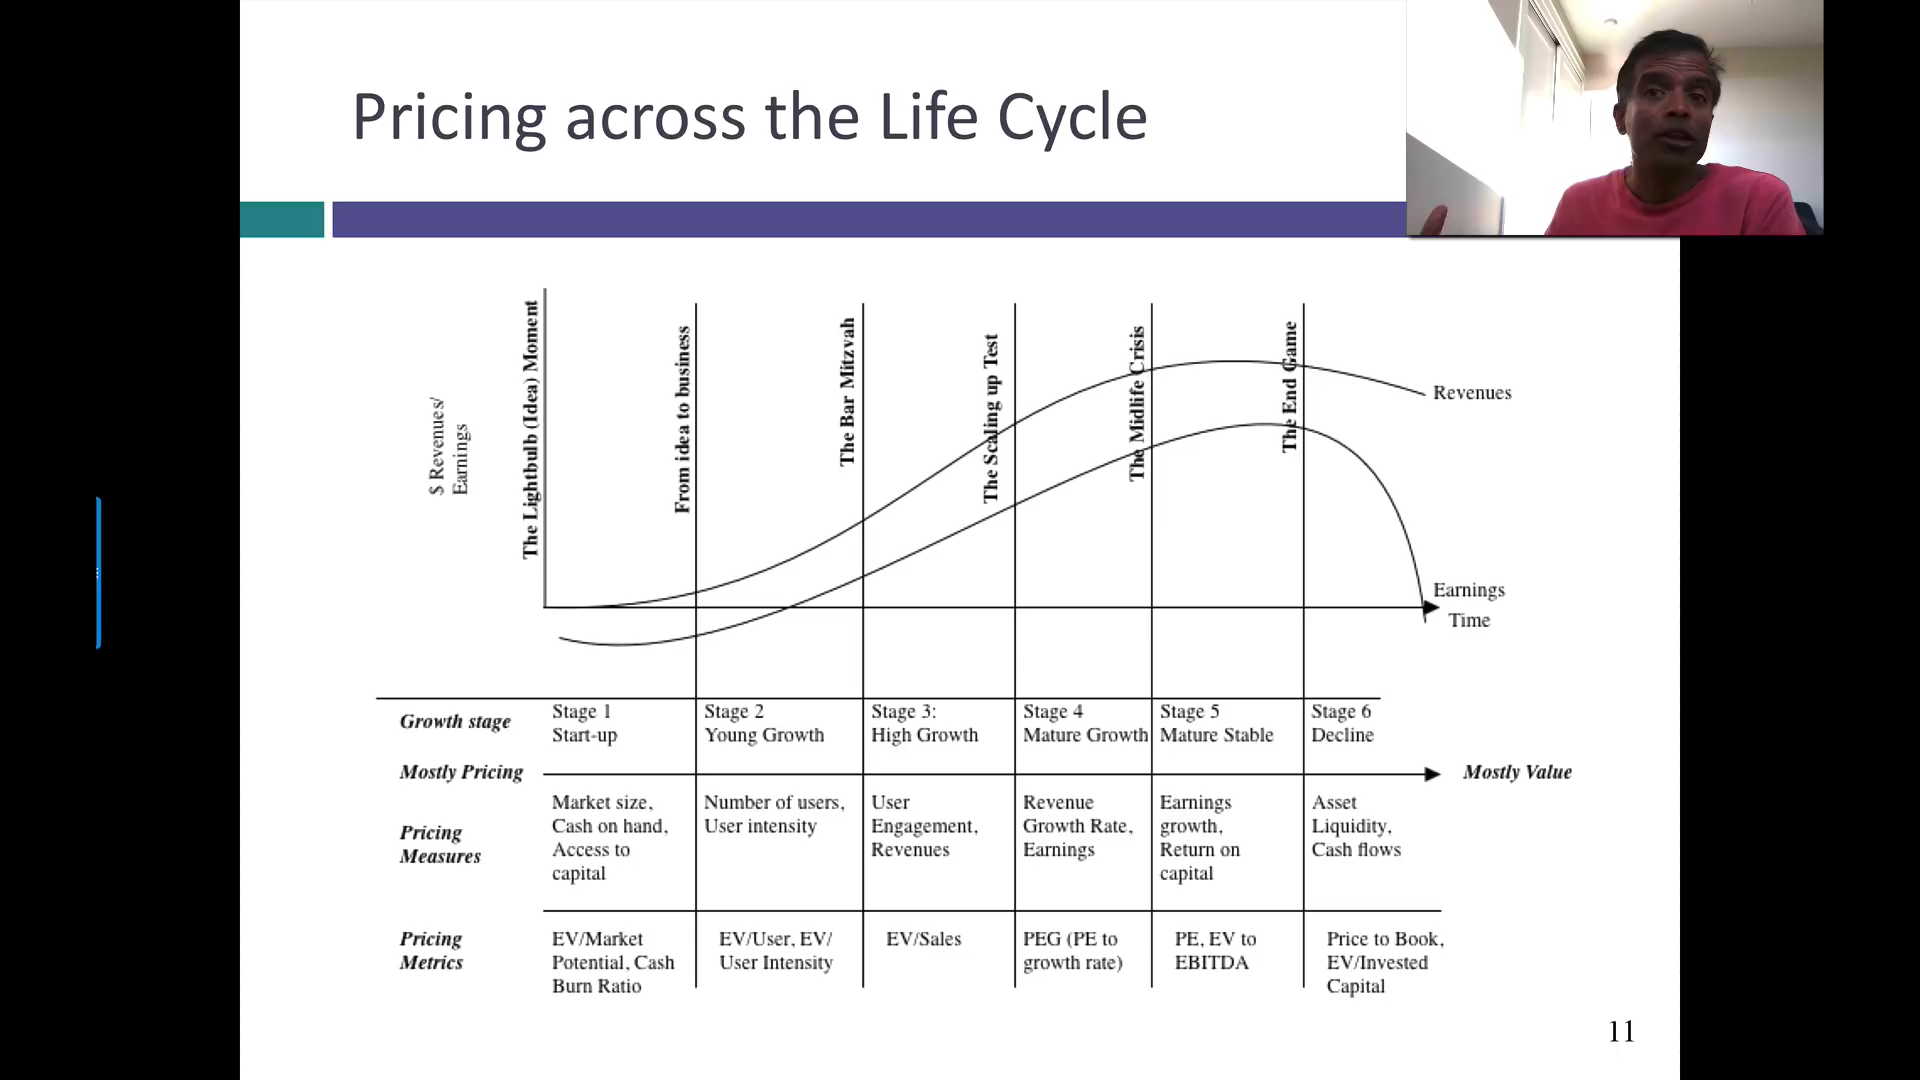 Pricing across the Life Cycle
$ Revenues/
Earnings
The Lightbulb (Idea) Moment
From idea to business
The Bar Mitzvah
The Scaling up Test
The Midlife Crisis
The End Game
Revenues
Earnings
Time
Growth stage
Stage 1
Start-up
Stage 2
Young Growth
Stage 3:
High Growth
Stage 4
Mature Growth
Stage 5
Mature Stable
Stage 6
Decline
Mostly Pricing
Mostly Value
Pricing
Measures
Market size,
Cash on hand,
Access to
capital
Number of users,
User intensity
User
Engagement,
Revenues
Revenue
Growth Rate,
Earnings
Earnings
growth,
Return on
capital
Asset
Liquidity,
Cash flows
Pricing
Metrics
EV/Market
Potential, Cash
Burn Ratio
EV/User, EV/
User Intensity
EV/Sales
PEG (PE to
growth rate)
PE, EV to
EBITDA
Price to Book,
EV/Invested
Capital
11